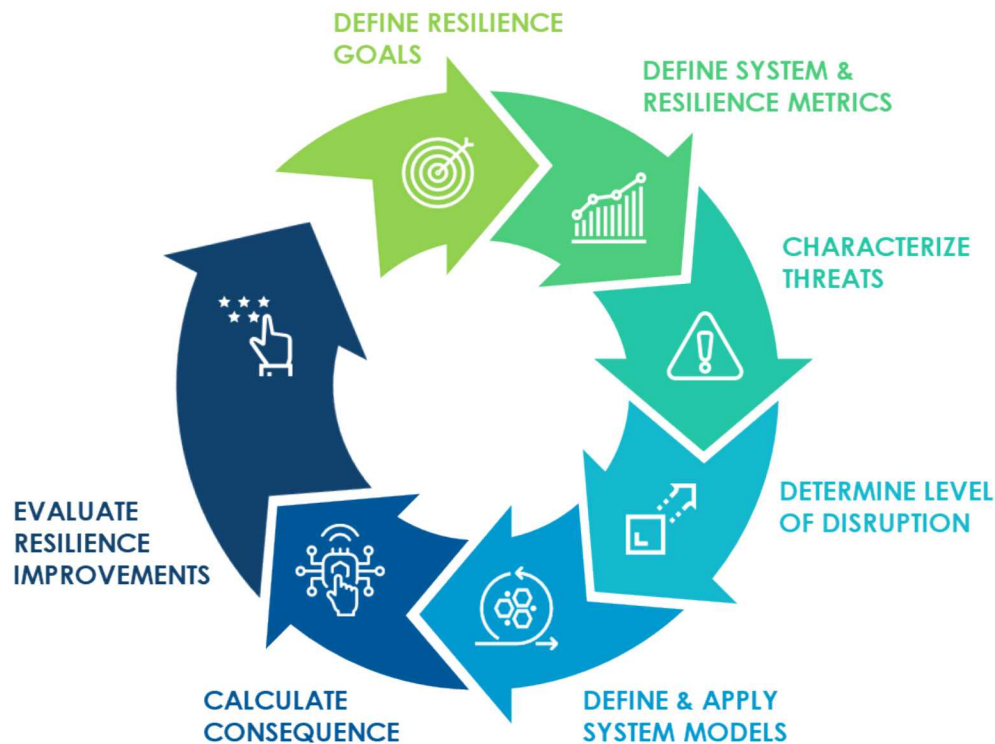 DEFINE RESILIENCE
GOALS
DEFINE SYSTEM &
RESILIENCE METRICS
CHARACTERIZE
THREATS
DETERMINE LEVEL
OF DISRUPTION
DEFINE & APPLY
SYSTEM MODELS
CALCULATE
CONSEQUENCE
EVALUATE
RESILIENCE
IMPROVEMENTS